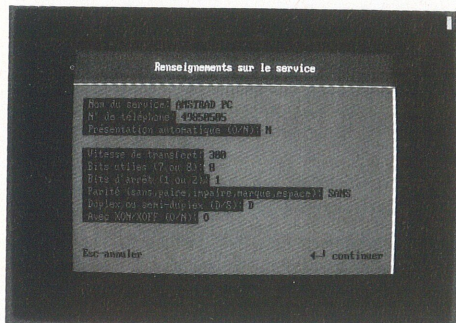 Renseignements sur le service
Nom du service: AMSTRAD PC
N° de téléphone: 49850505
Présentation automatique (O/N): N
Vitesse de transfert: 300
Bits utiles (7 ou 8): 8
Bits d'arrêt (1 ou 2): 1
Parité (sans,paire,impaire,marque,espace): SANS
Duplex ou semi-duplex (D/S): D
Avec XON/XOFF (O/N): O
Esc-annuler
←┘ continuer